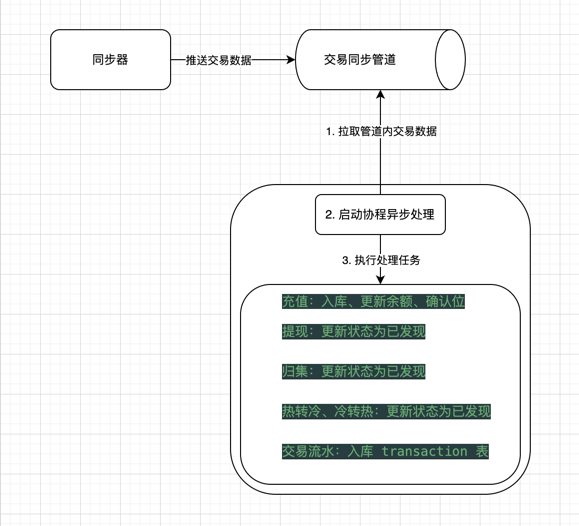 同步器
推送交易数据
交易同步管道
1. 拉取管道内交易数据
2. 启动协程异步处理
3. 执行处理任务
充值：入库、更新余额、确认位
提现：更新状态为已发现
归集：更新状态为已发现
热转冷、冷转热：更新状态为已发现
交易流水：入库 transaction 表